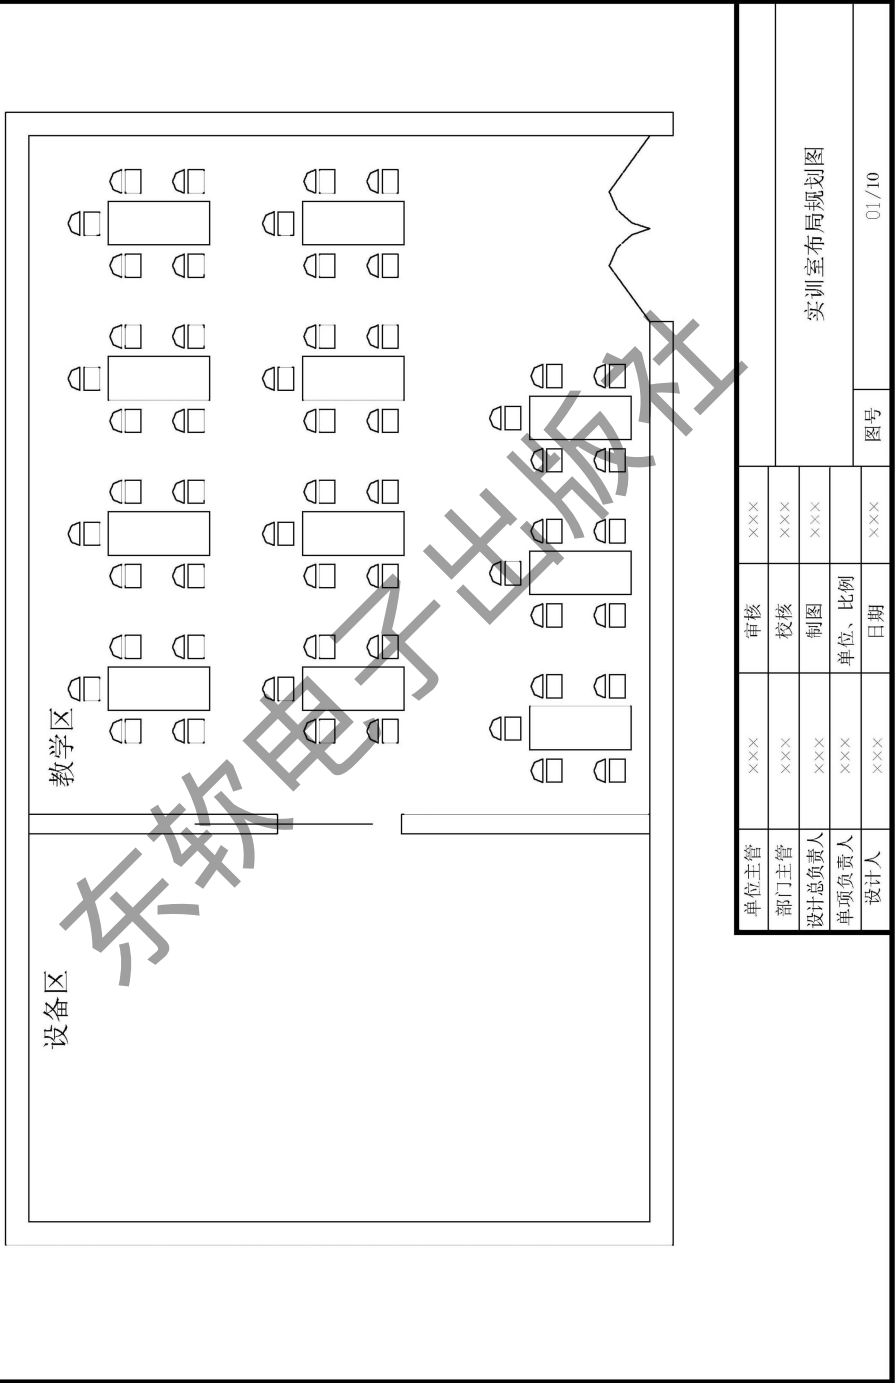 设备区
教学区
东软电子出版社
单位主管 ××× 审核 ×××
部门主管 ××× 校核 ××× 实训室布局规划图
设计总负责人 ××× 制图 ×××
单项负责人 ××× 单位、比例
设计人 ××× 日期 ××× 图号 01/10